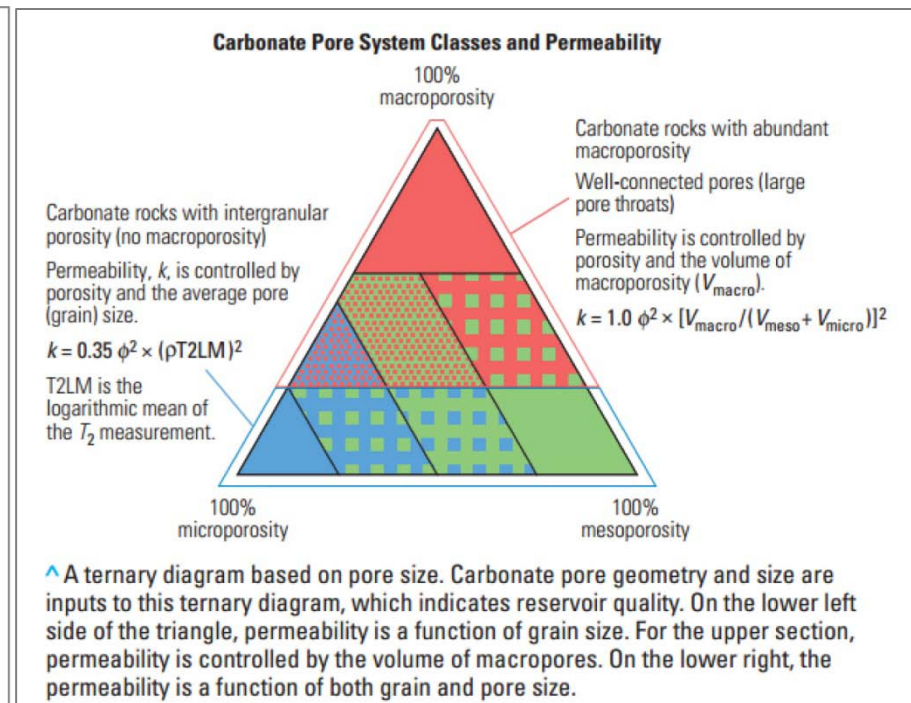 Carbonate Pore System Classes and Permeability
100%
macroporosity
Carbonate rocks with abundant
macroporosity
Well-connected pores (large
pore throats)
Permeability is controlled by
porosity and the volume of
macroporosity (Vmacro).
k = 1.0 ϕ² × [Vmacro/(Vmeso + Vmicro)]²
Carbonate rocks with intergranular
porosity (no macroporosity)
Permeability, k, is controlled by
porosity and the average pore
(grain) size.
k = 0.35 ϕ² × (ρT2LM)²
T2LM is the
logarithmic mean of
the T₂ measurement.
100%
microporosity
100%
mesoporosity
^ A ternary diagram based on pore size. Carbonate pore geometry and size are
inputs to this ternary diagram, which indicates reservoir quality. On the lower left
side of the triangle, permeability is a function of grain size. For the upper section,
permeability is controlled by the volume of macropores. On the lower right, the
permeability is a function of both grain and pore size.